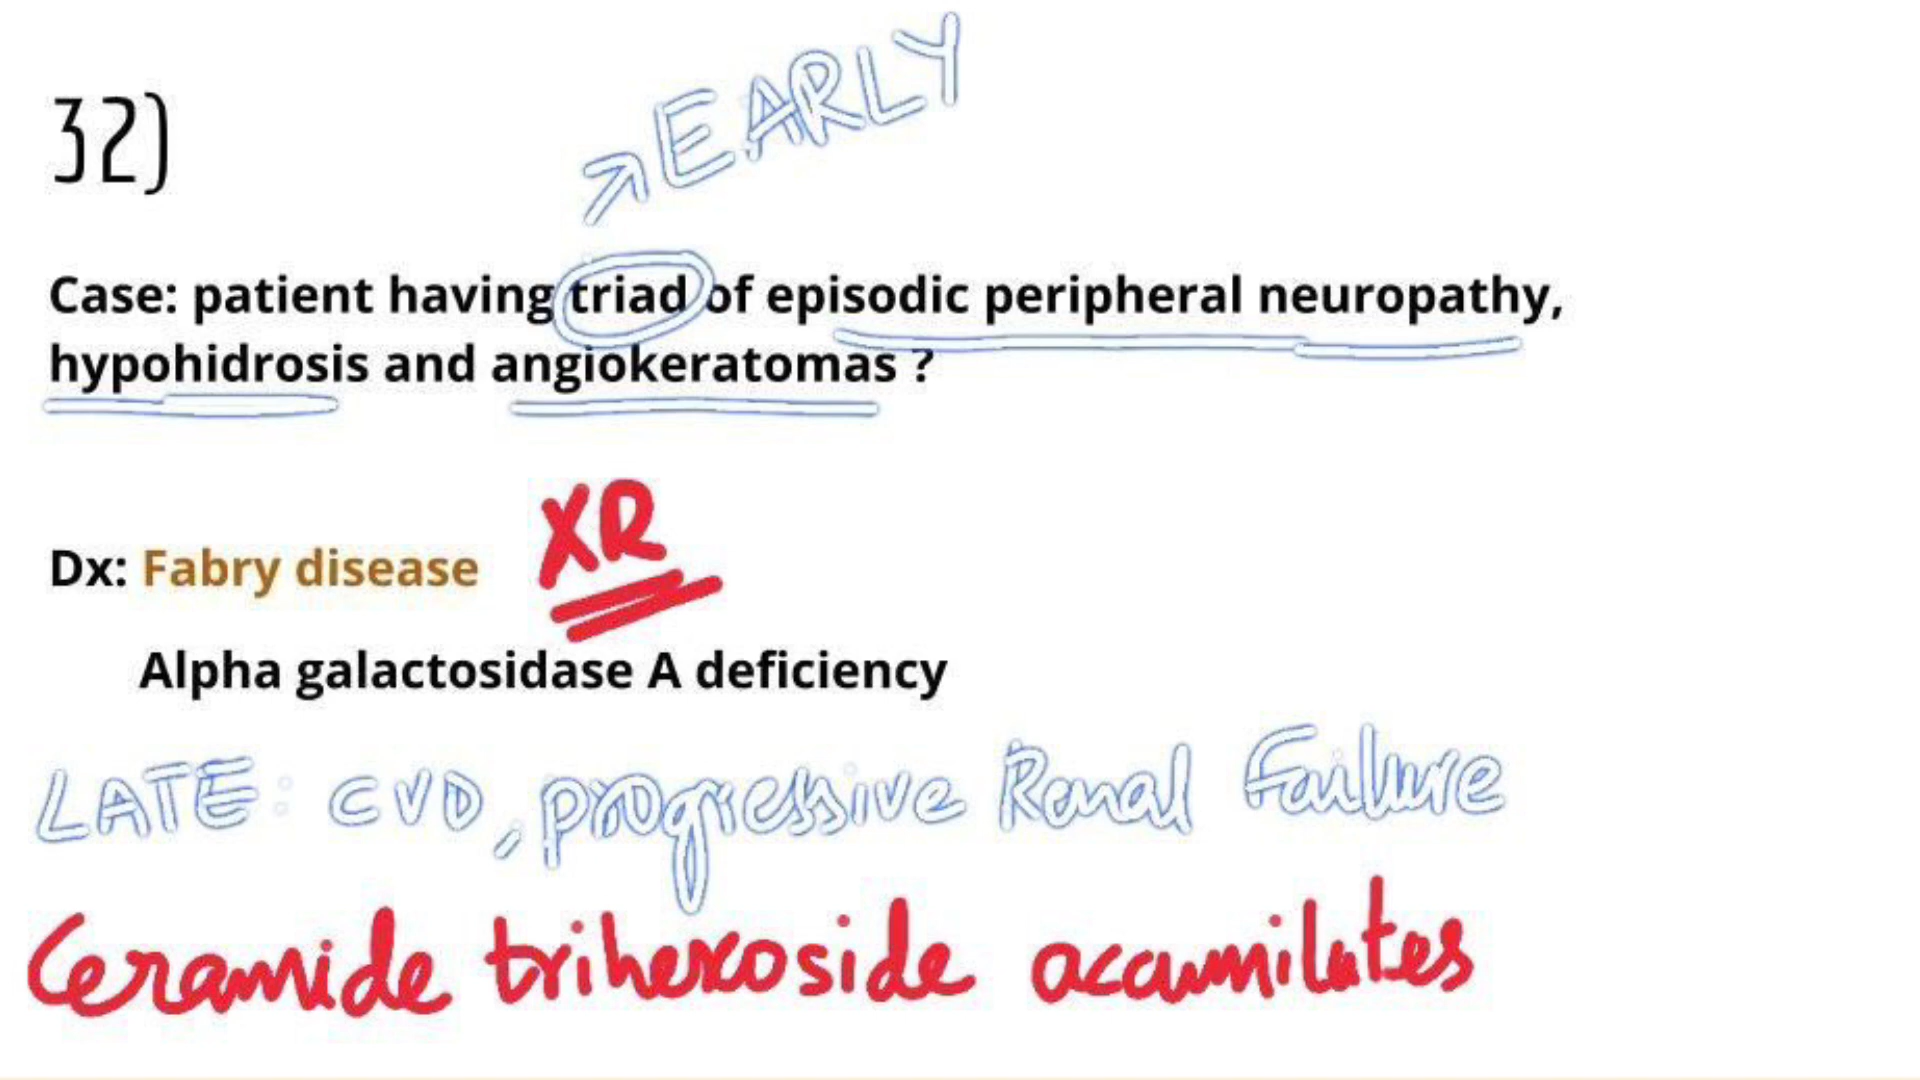 32)
↗ EARLY
Case: patient having triad of episodic peripheral neuropathy,
hypohidrosis and angiokeratomas ?
XR
Dx: Fabry disease
Alpha galactosidase A deficiency
LATE: CVD, progressive Renal Failure
Ceramide trihexoside accumilates